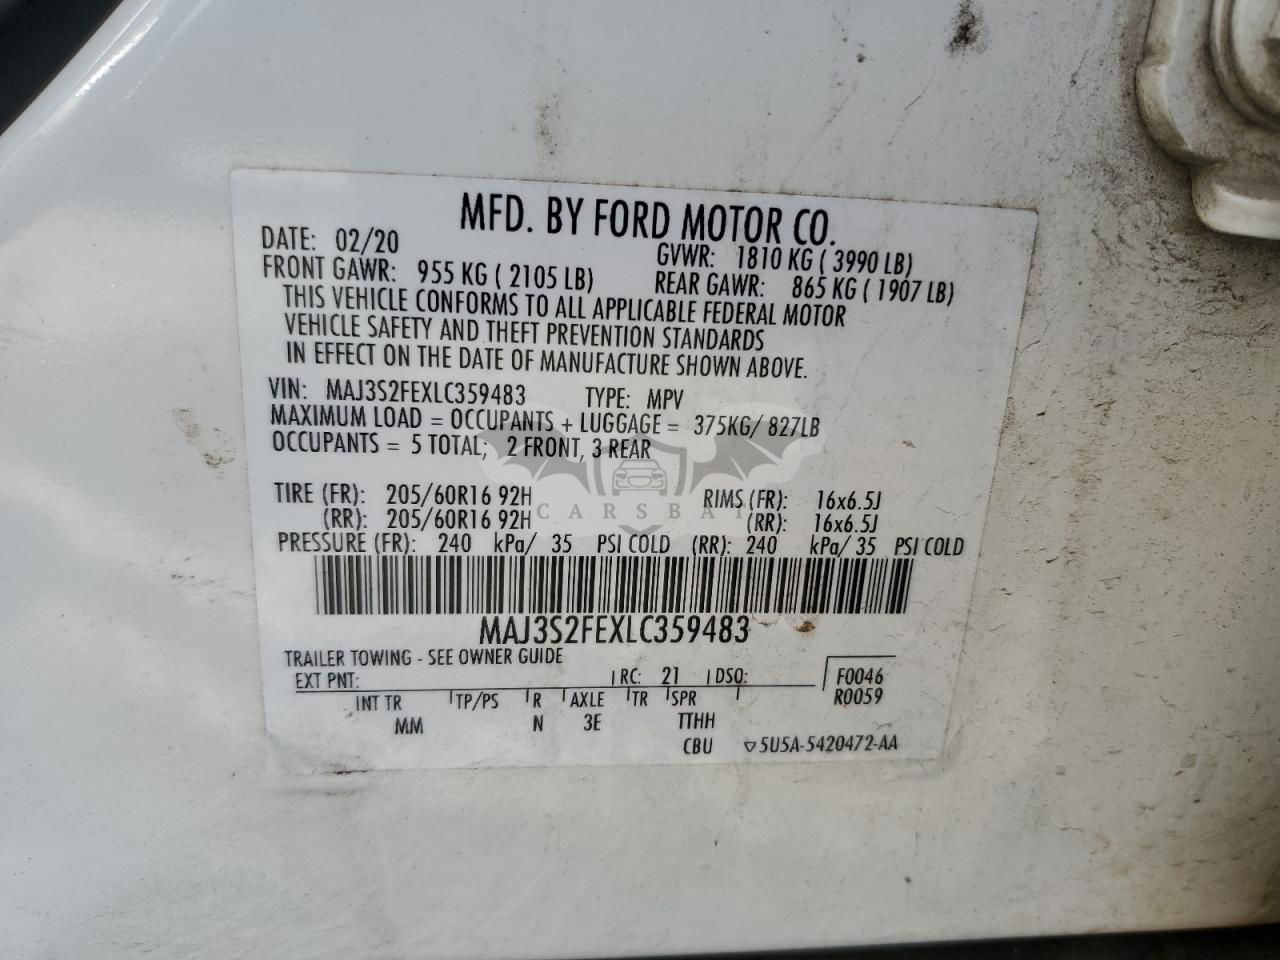 MFD. BY FORD MOTOR CO.
DATE: 02/20 GVWR: 1810 KG ( 3990 LB)
FRONT GAWR: 955 KG ( 2105 LB) REAR GAWR: 865 KG ( 1907 LB)
THIS VEHICLE CONFORMS TO ALL APPLICABLE FEDERAL MOTOR
VEHICLE SAFETY AND THEFT PREVENTION STANDARDS
IN EFFECT ON THE DATE OF MANUFACTURE SHOWN ABOVE.
VIN: MAJ3S2FEXLC359483 TYPE: MPV
MAXIMUM LOAD = OCCUPANTS + LUGGAGE = 375KG/ 827LB
OCCUPANTS = 5 TOTAL; 2 FRONT, 3 REAR
TIRE (FR): 205/60R16 92H RIMS (FR): 16x6.5J
(RR): 205/60R16 92H (RR): 16x6.5J
CARSBAT
PRESSURE (FR): 240 kPa/ 35 PSI COLD (RR): 240 kPa/ 35 PSI COLD
MAJ3S2FEXLC359483
TRAILER TOWING - SEE OWNER GUIDE
EXT PNT: RC: 21 DSO: F0046
INT TR TP/PS R AXLE TR SPR R0059
MM N 3E TTHH
CBU 5U5A-5420472-AA